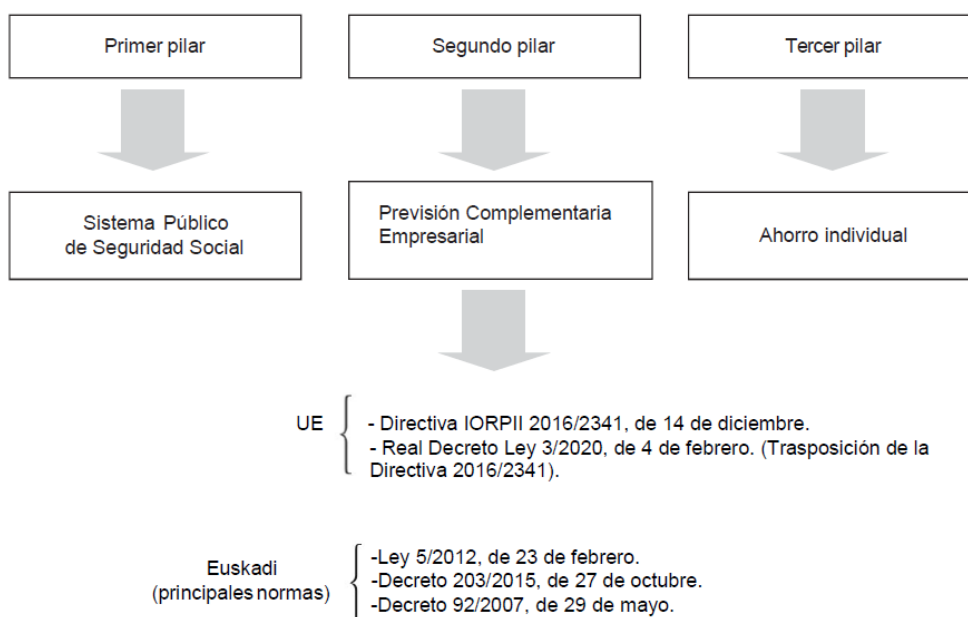 Primer pilar
Segundo pilar
Tercer pilar
Sistema Público
de Seguridad Social
Previsión Complementaria
Empresarial
Ahorro individual
UE
- Directiva IORPII 2016/2341, de 14 de diciembre.
- Real Decreto Ley 3/2020, de 4 de febrero. (Trasposición de la
Directiva 2016/2341).
Euskadi
(principales normas)
-Ley 5/2012, de 23 de febrero.
-Decreto 203/2015, de 27 de octubre.
-Decreto 92/2007, de 29 de mayo.